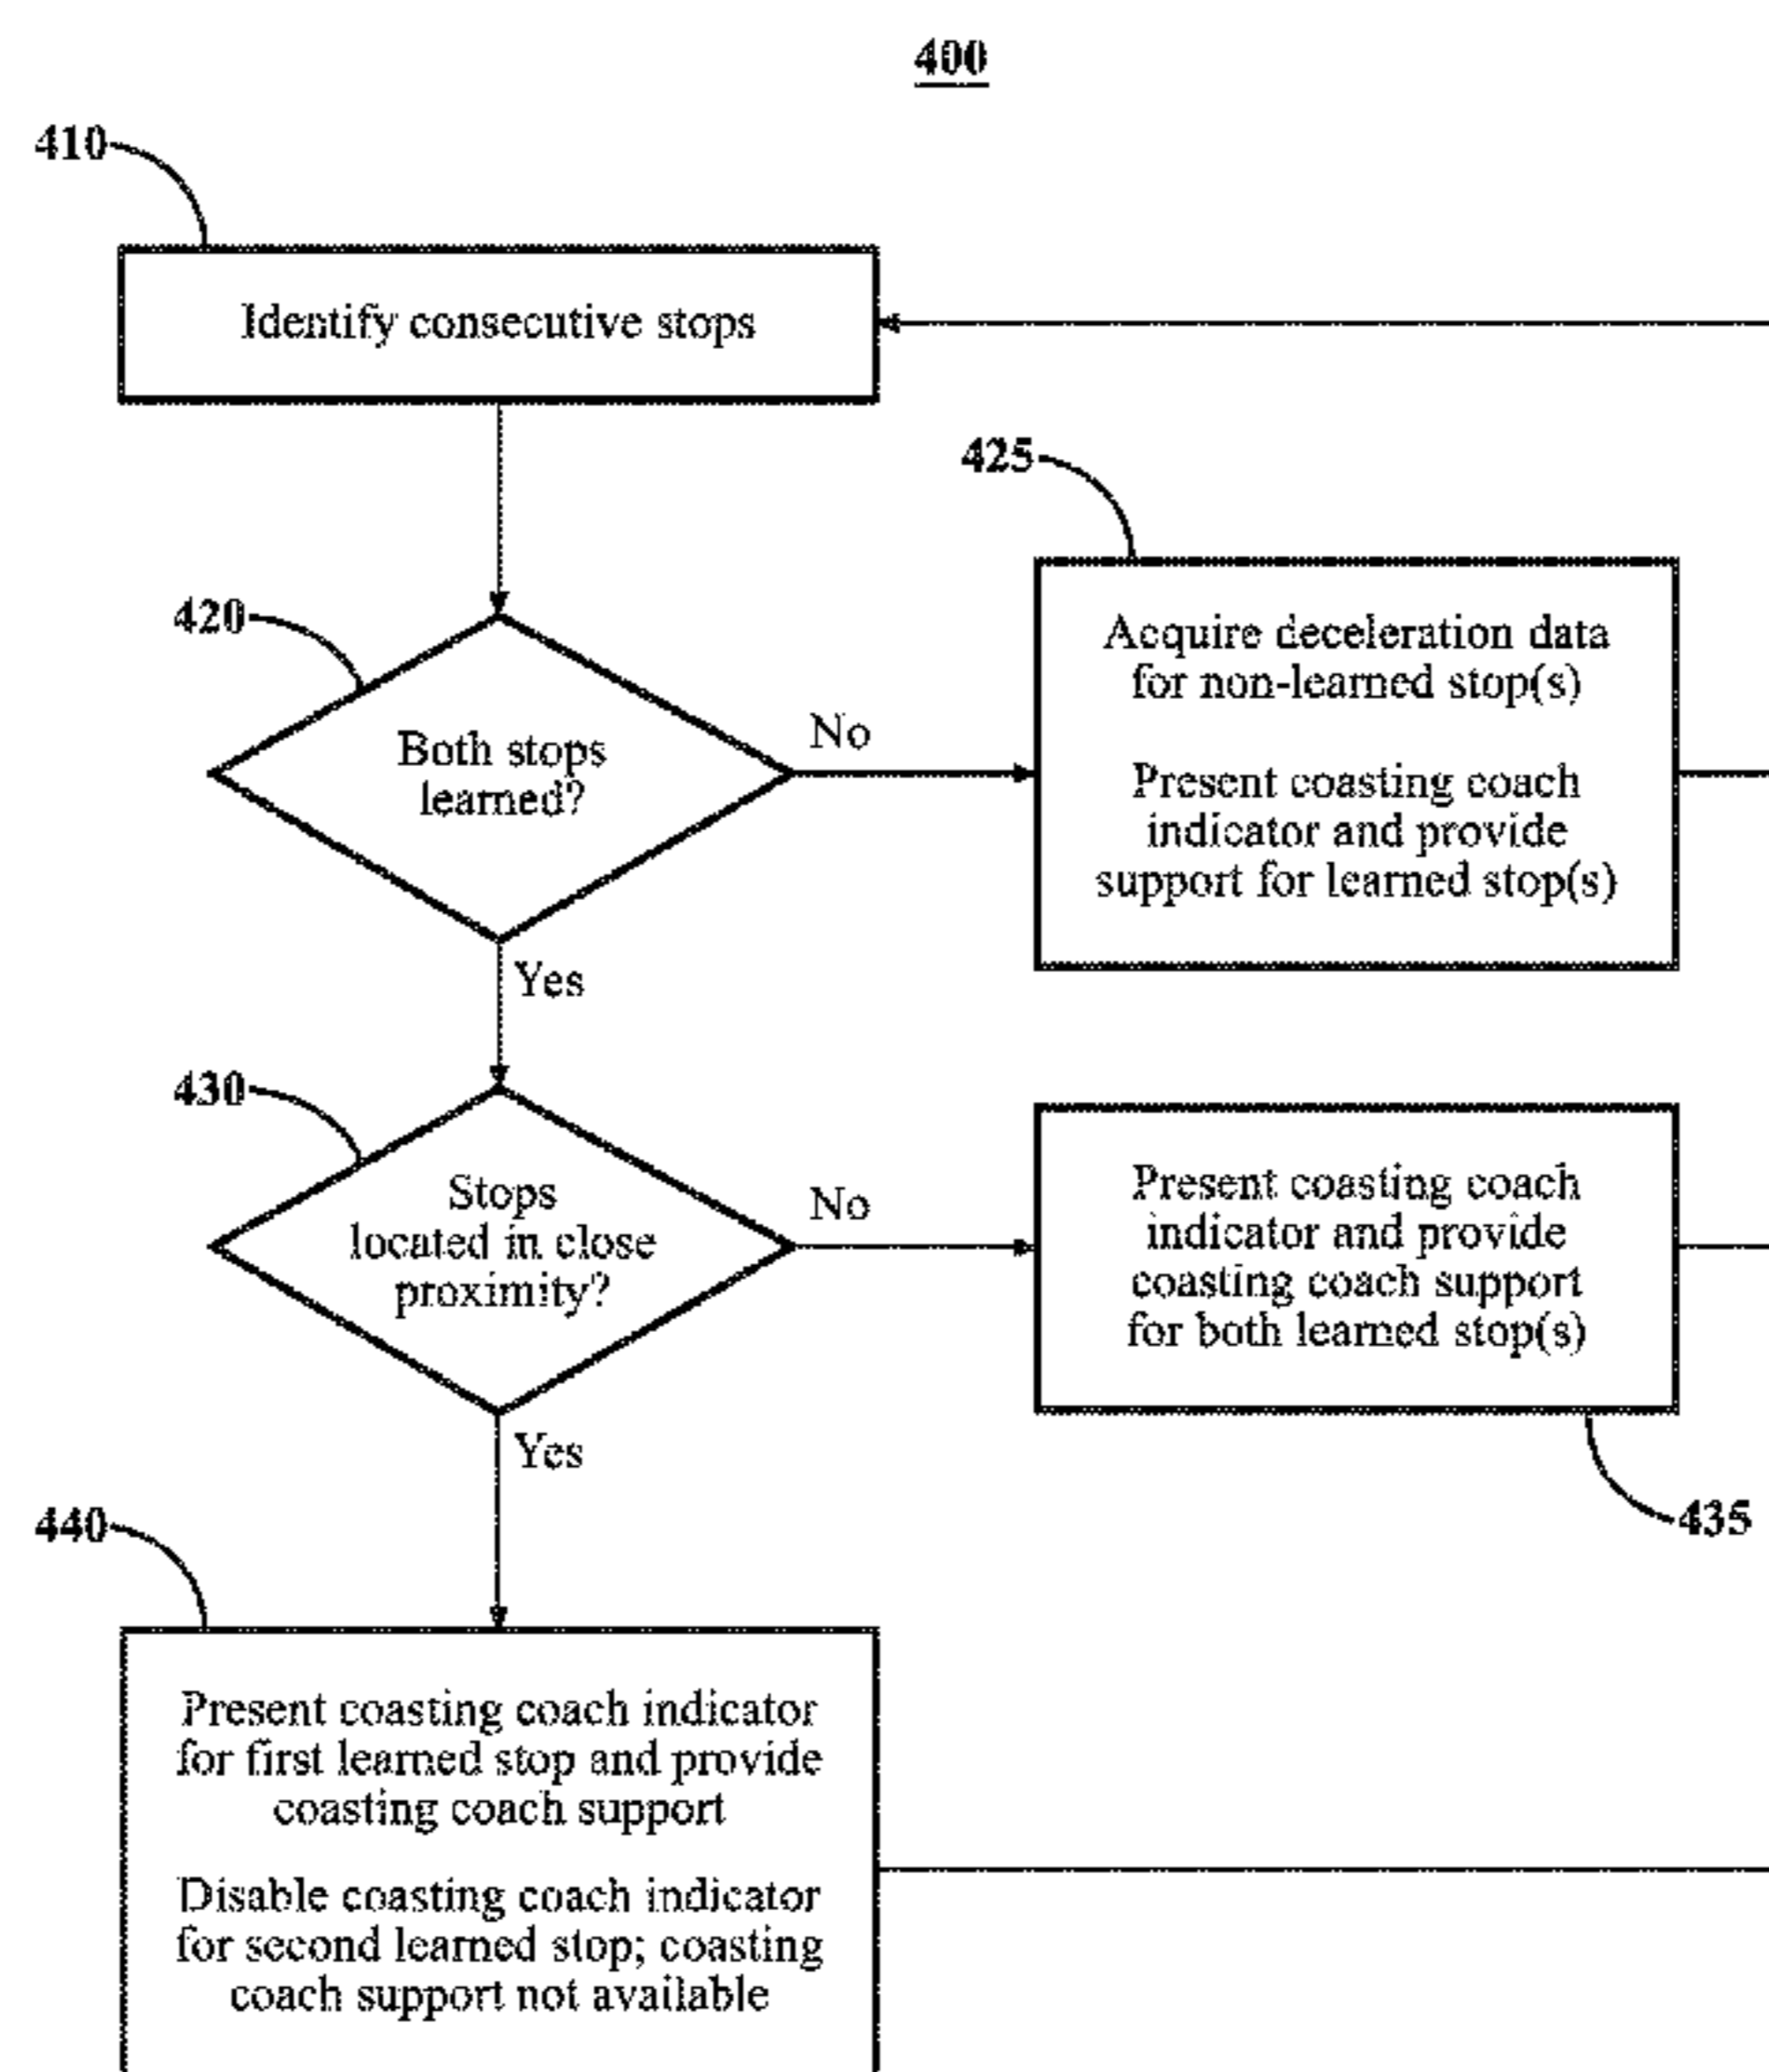 400
410
Identify consecutive stops
425
Acquire deceleration data
for non-learned stop(s)
Present coasting coach
indicator and provide
support for learned stop(s)
420
Both stops
learned?
No
Yes
430
Stops
located in close
proximity?
No
Yes
Present coasting coach
indicator and provide
coasting coach support
for both learned stop(s)
435
440
Present coasting coach indicator
for first learned stop and provide
coasting coach support
Disable coasting coach indicator
for second learned stop; coasting
coach support not available